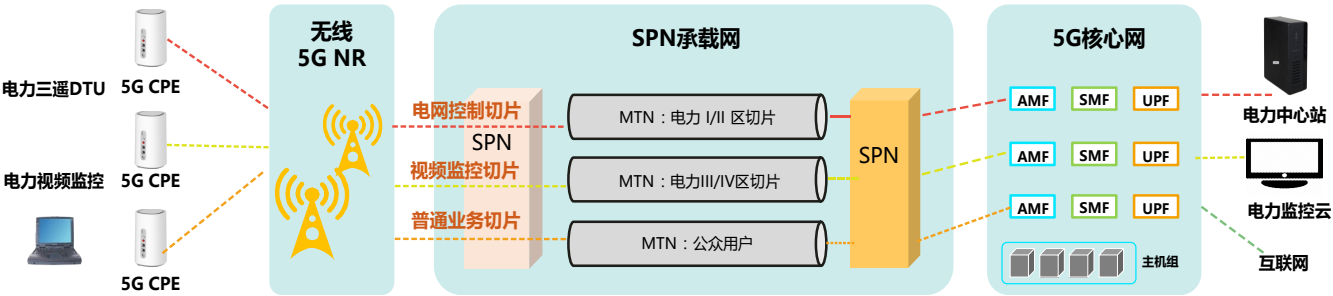 电力三遥DTU
5G CPE
电力视频监控
5G CPE
5G CPE
无线
5G NR
SPN承载网
电网控制切片
视频监控切片
普通业务切片
SPN
MTN：电力 I/II 区切片
MTN：电力III/IV区切片
MTN：公众用户
SPN
5G核心网
AMF SMF UPF
AMF SMF UPF
AMF SMF UPF
主机组
电力中心站
电力监控云
互联网